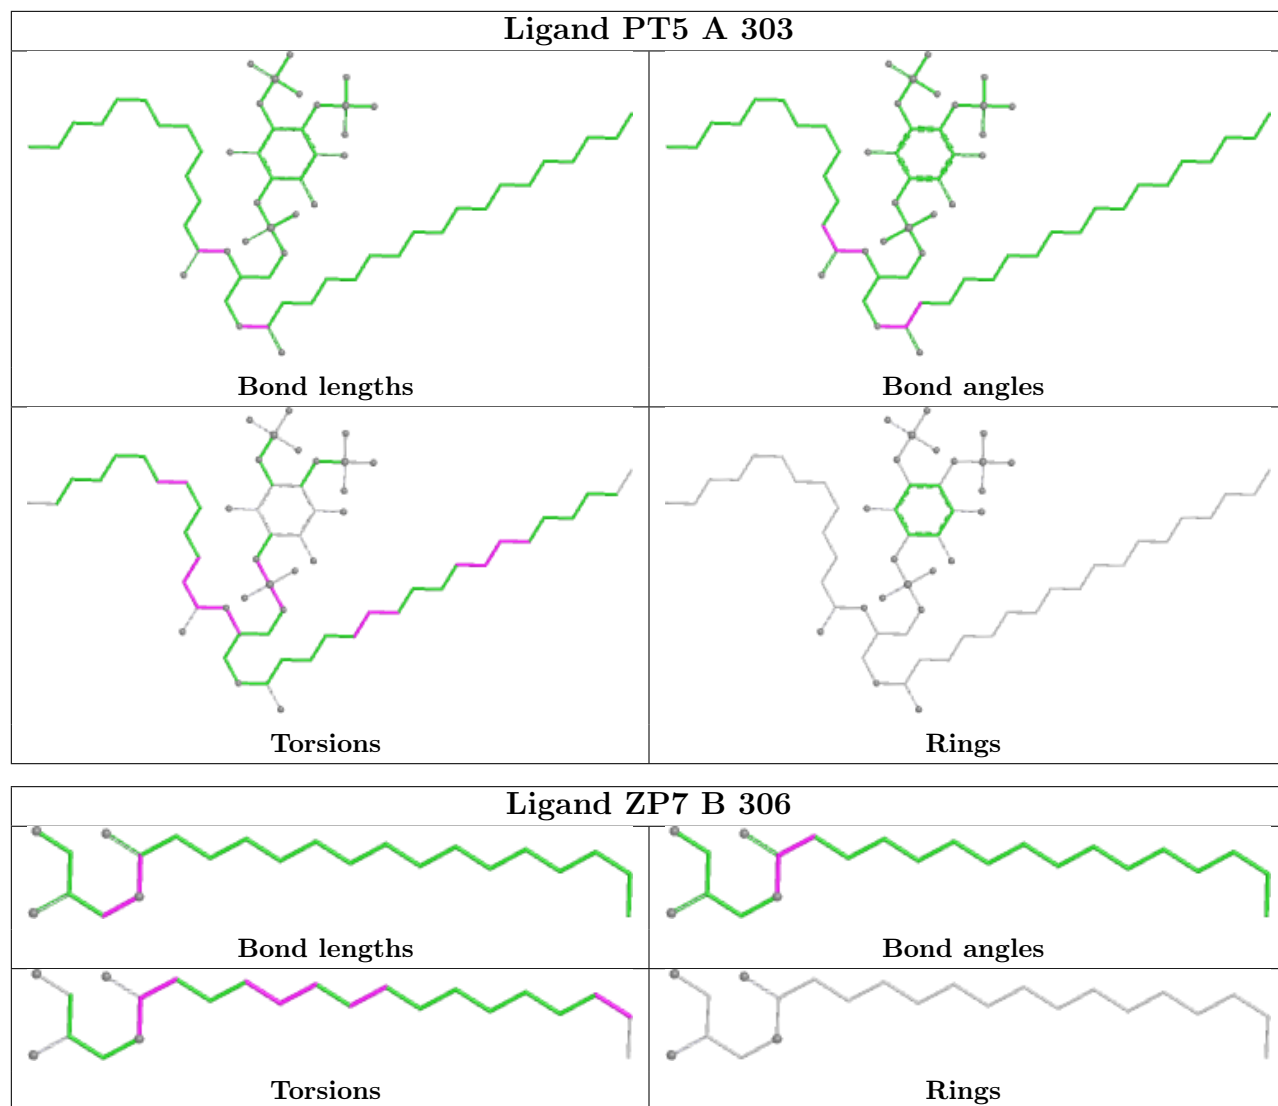 Ligand PT5 A 303
Bond lengths
Bond angles
Torsions
Rings
Ligand ZP7 B 306
Bond lengths
Bond angles
Torsions
Rings